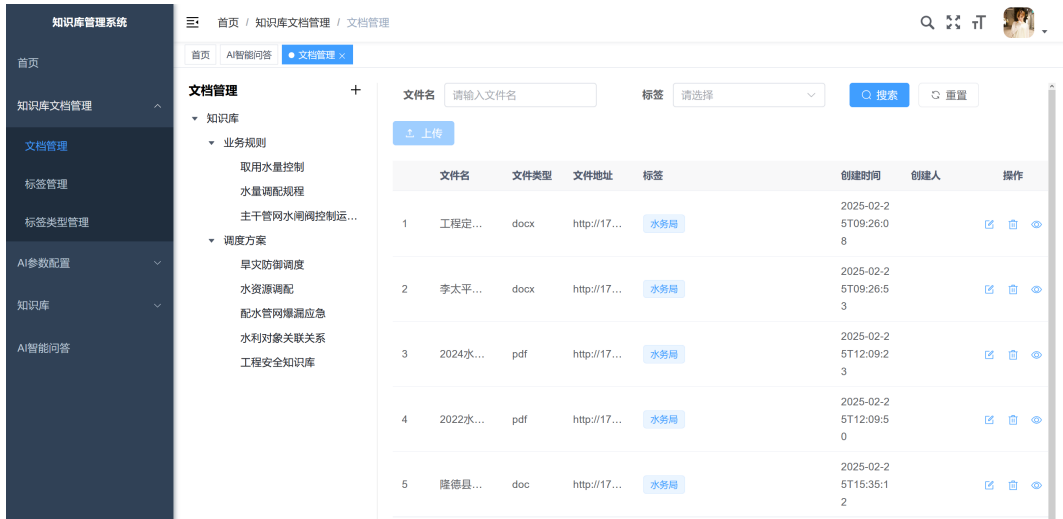 知识库管理系统
首页 / 知识库文档管理 / 文档管理
首页
AI智能问答
文档管理 ×
首页
知识库文档管理
文档管理
标签管理
标签类型管理
AI参数配置
知识库
AI智能问答
文档管理 +
知识库
业务规则
取用水量控制
水量调配规程
主干管网水闸阀控制运...
调度方案
旱灾防御调度
水资源调配
配水管网爆漏应急
水利对象关联关系
工程安全知识库
文件名 请输入文件名 标签 请选择 搜索 重置
上传
文件名 文件类型 文件地址 标签 创建时间 创建人 操作
1 工程定... docx http://17... 水务局 2025-02-2
5T09:26:0
8
2 李太平... docx http://17... 水务局 2025-02-2
5T09:26:5
3
3 2024水... pdf http://17... 水务局 2025-02-2
5T12:09:2
3
4 2022水... pdf http://17... 水务局 2025-02-2
5T12:09:5
0
5 隆德县... doc http://17... 水务局 2025-02-2
5T15:35:1
2